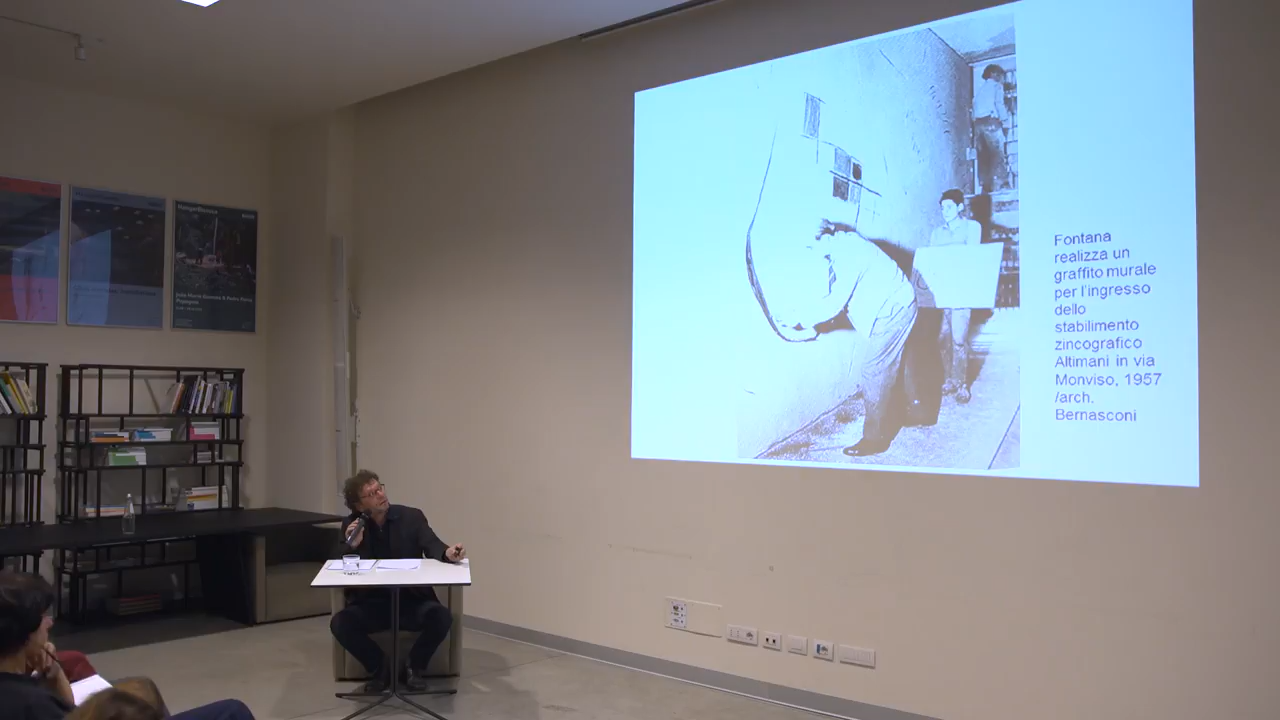 Fontana
realizza un
graffito murale
per l'ingresso
dello
stabilimento
zincografico
Altimani in via
Monviso, 1957
/arch.
Bernasconi